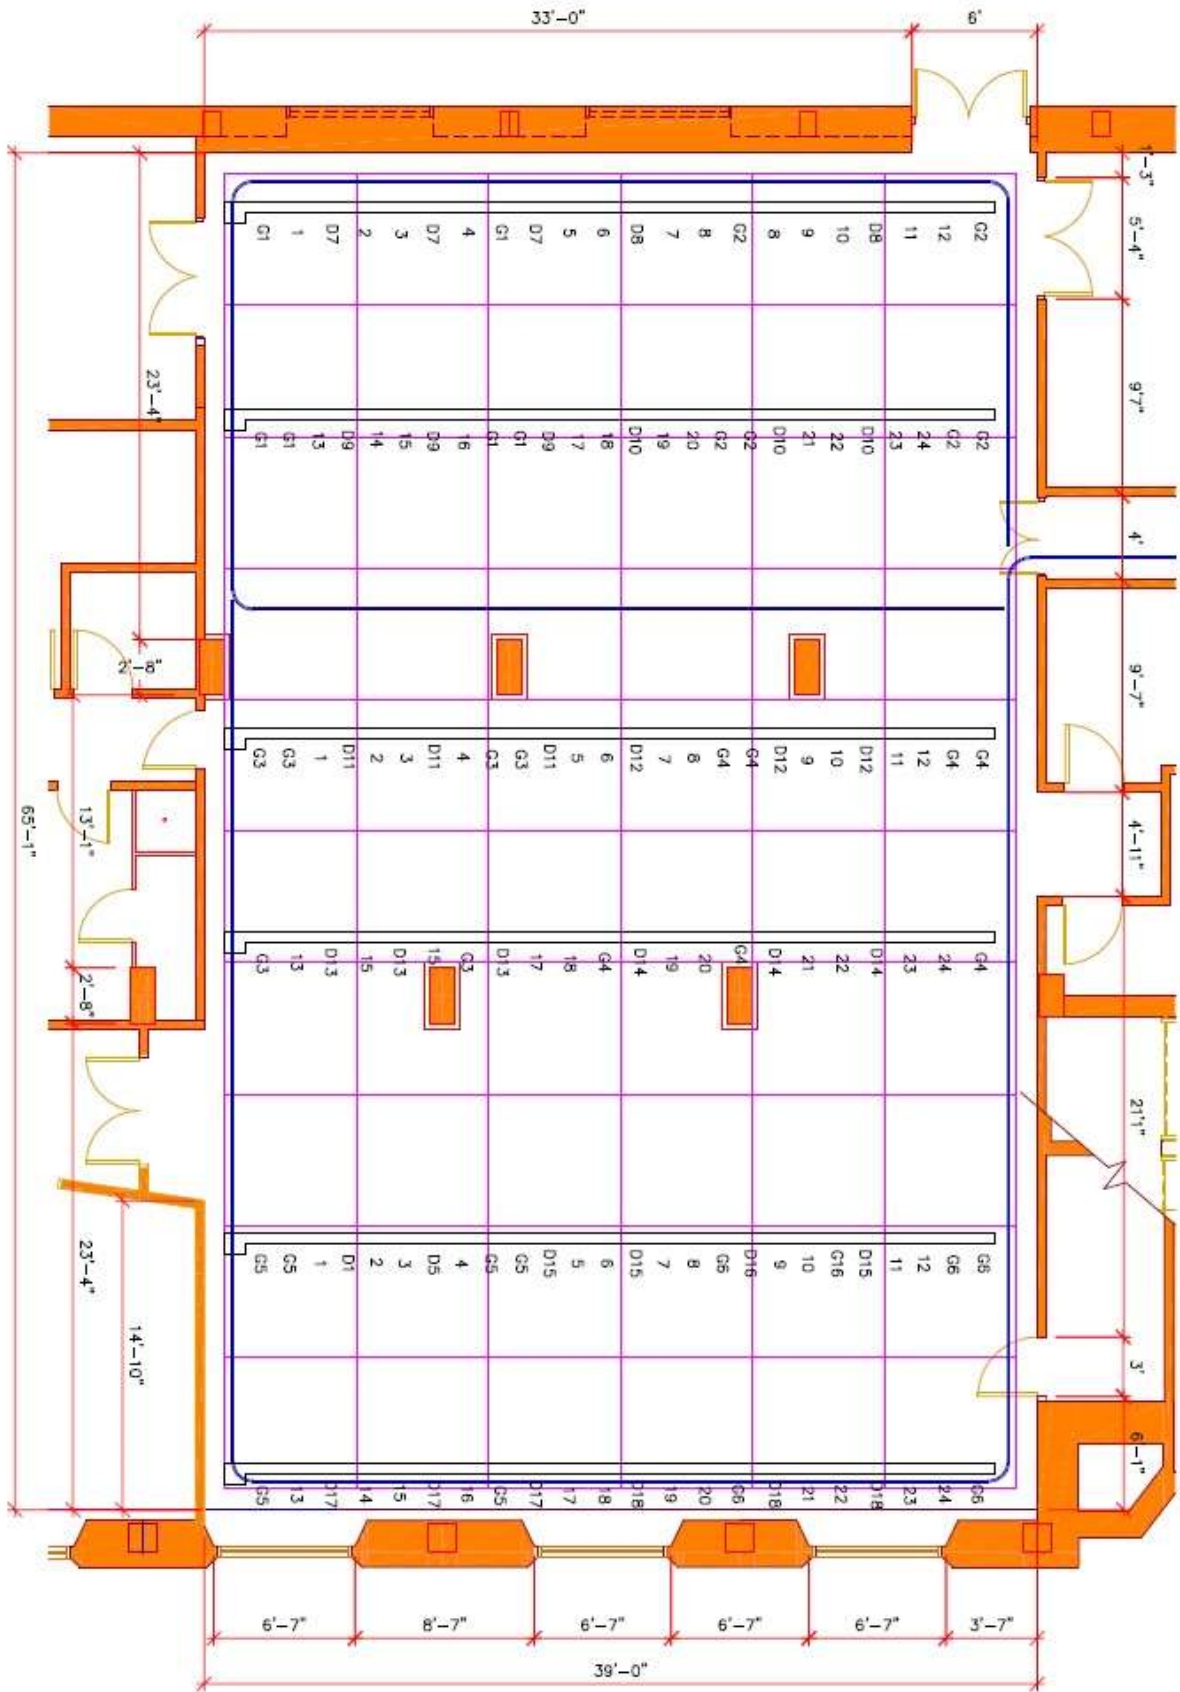 33'-0" 6'
1'-3"
5'-4"
9'7"
4'
9'-7"
4'-11"
21'1"
3'
6'-1"
23'-4"
2'-8"
13'-1"
65'-1"
2'-8"
23'-4"
14'-10"
G1 1 D7 2 3 D7 4 G1 D7 5 6 D8 7 8 G2 8 9 10 D8 11 12 G2
G1 G1 13 D9 14 15 D9 16 G1 G1 D9 17 18 D10 19 20 G2 G2 D10 21 22 D10 23 24 G2 G2
G3 G3 1 D11 2 3 D11 4 G3 G3 D11 5 6 D12 7 8 G4 G4 D12 9 10 D12 11 12 G4 G4
G3 13 D13 15 D13 15 G3 D13 17 18 G4 D14 19 20 G4 D14 21 22 D14 23 24 G4
G5 G5 1 D1 2 3 D5 4 G5 G5 D15 5 6 D15 7 8 G6 D16 9 10 G16 D15 11 12 G6 G6
G5 13 D17 14 15 D17 16 G5 D17 17 18 D18 19 20 G6 D18 21 22 D18 23 24 G6
6'-7" 8'-7" 6'-7" 6'-7" 6'-7" 3'-7"
39'-0"